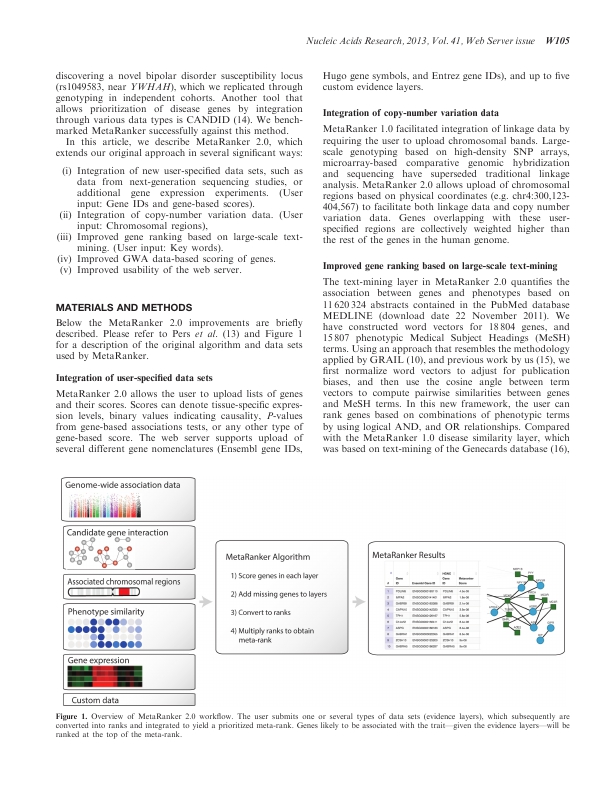 Nucleic Acids Research, 2013, Vol. 41, Web Server issue W105
discovering a novel bipolar disorder susceptibility locus
(rs1049583, near YWHAH), which we replicated through
genotyping in independent cohorts. Another tool that
allows prioritization of disease genes by integration
through various data types is CANDID (14). We bench-
marked MetaRanker successfully against this method.
In this article, we describe MetaRanker 2.0, which
extends our original approach in several significant ways:
(i) Integration of new user-specified data sets, such as
data from next-generation sequencing studies, or
additional gene expression experiments. (User
input: Gene IDs and gene-based scores).
(ii) Integration of copy-number variation data. (User
input: Chromosomal regions),
(iii) Improved gene ranking based on large-scale text-
mining. (User input: Key words).
(iv) Improved GWA data-based scoring of genes.
(v) Improved usability of the web server.
MATERIALS AND METHODS
Below the MetaRanker 2.0 improvements are briefly
described. Please refer to Pers et al. (13) and Figure 1
for a description of the original algorithm and data sets
used by MetaRanker.
Integration of user-specified data sets
MetaRanker 2.0 allows the user to upload lists of genes
and their scores. Scores can denote tissue-specific expres-
sion levels, binary values indicating causality, P-values
from gene-based associations tests, or any other type of
gene-based score. The web server supports upload of
several different gene nomenclatures (Ensembl gene IDs,
Hugo gene symbols, and Entrez gene IDs), and up to five
custom evidence layers.
Integration of copy-number variation data
MetaRanker 1.0 facilitated integration of linkage data by
requiring the user to upload chromosomal bands. Large-
scale genotyping based on high-density SNP arrays,
microarray-based comparative genomic hybridization
and sequencing have superseded traditional linkage
analysis. MetaRanker 2.0 allows upload of chromosomal
regions based on physical coordinates (e.g. chr4:300,123-
404,567) to facilitate both linkage data and copy number
variation data. Genes overlapping with these user-
specified regions are collectively weighted higher than
the rest of the genes in the human genome.
Improved gene ranking based on large-scale text-mining
The text-mining layer in MetaRanker 2.0 quantifies the
association between genes and phenotypes based on
11 620 324 abstracts contained in the PubMed database
MEDLINE (download date 22 November 2011). We
have constructed word vectors for 18 804 genes, and
15 807 phenotypic Medical Subject Headings (MeSH)
terms. Using an approach that resembles the methodology
applied by GRAIL (10), and previous work by us (15), we
first normalize word vectors to adjust for publication
biases, and then use the cosine angle between term
vectors to compute pairwise similarities between genes
and MeSH terms. In this new framework, the user can
rank genes based on combinations of phenotypic terms
by using logical AND, and OR relationships. Compared
with the MetaRanker 1.0 disease similarity layer, which
was based on text-mining of the Genecards database (16),
Genome-wide association data
Candidate gene interaction
Associated chromosomal regions
Phenotype similarity
Gene expression
Custom data
MetaRanker Algorithm
1) Score genes in each layer
2) Add missing genes to layers
3) Convert to ranks
4) Multiply ranks to obtain
meta-rank
MetaRanker Results
Figure 1. Overview of MetaRanker 2.0 workflow. The user submits one or several types of data sets (evidence layers), which subsequently are
converted into ranks and integrated to yield a prioritized meta-rank. Genes likely to be associated with the trait—given the evidence layers—will be
ranked at the top of the meta-rank.